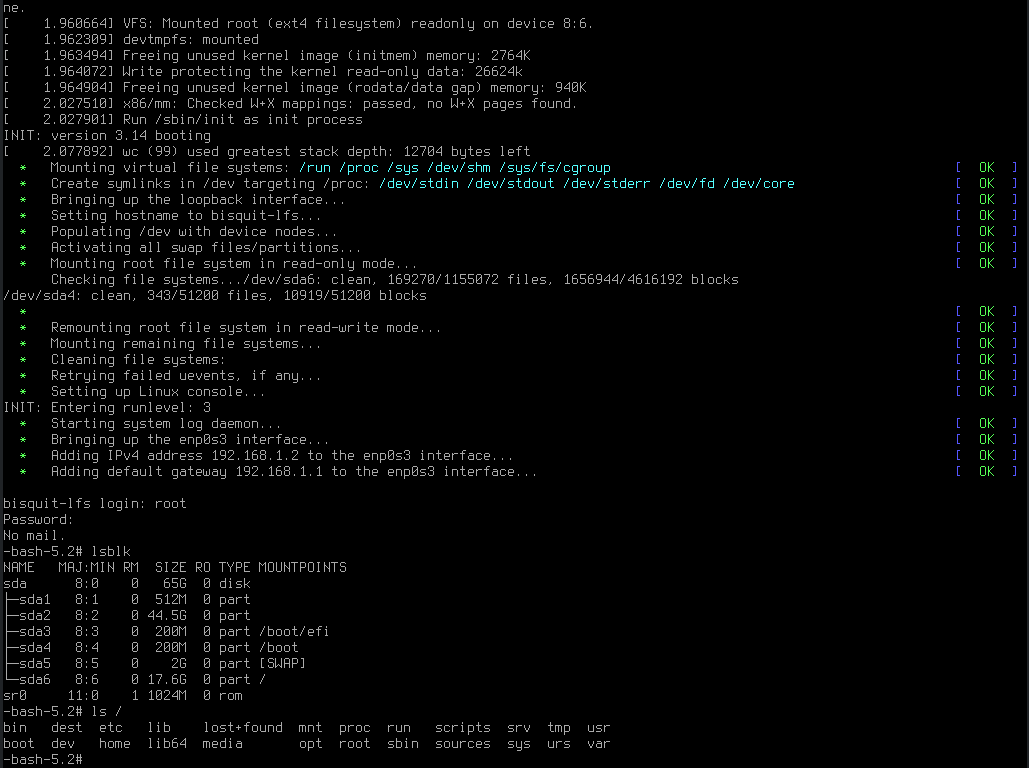 ne.
[    1.960664] VFS: Mounted root (ext4 filesystem) readonly on device 8:6.
[    1.962309] devtmpfs: mounted
[    1.963494] Freeing unused kernel image (initmem) memory: 2764K
[    1.964072] Write protecting the kernel read-only data: 26624k
[    1.964904] Freeing unused kernel image (rodata/data gap) memory: 940K
[    2.027510] x86/mm: Checked W+X mappings: passed, no W+X pages found.
[    2.027901] Run /sbin/init as init process
INIT: version 3.14 booting
[    2.077892] wc (99) used greatest stack depth: 12704 bytes left
  *   Mounting virtual file systems: /run /proc /sys /dev/shm /sys/fs/cgroup [  OK  ]
  *   Create symlinks in /dev targeting /proc: /dev/stdin /dev/stdout /dev/stderr /dev/fd /dev/core [  OK  ]
  *   Bringing up the loopback interface... [  OK  ]
  *   Setting hostname to bisquit-lfs... [  OK  ]
  *   Populating /dev with device nodes... [  OK  ]
  *   Activating all swap files/partitions... [  OK  ]
  *   Mounting root file system in read-only mode... [  OK  ]
      Checking file systems.../dev/sda6: clean, 169270/1155072 files, 1656944/4616192 blocks
/dev/sda4: clean, 343/51200 files, 10919/51200 blocks
  * [  OK  ]
  *   Remounting root file system in read-write mode... [  OK  ]
  *   Mounting remaining file systems... [  OK  ]
  *   Cleaning file systems: [  OK  ]
  *   Retrying failed uevents, if any... [  OK  ]
  *   Setting up Linux console... [  OK  ]
INIT: Entering runlevel: 3
  *   Starting system log daemon... [  OK  ]
  *   Bringing up the enp0s3 interface... [  OK  ]
  *   Adding IPv4 address 192.168.1.2 to the enp0s3 interface... [  OK  ]
  *   Adding default gateway 192.168.1.1 to the enp0s3 interface... [  OK  ]
bisquit-lfs login: root
Password:
No mail.
-bash-5.2# lsblk
NAME   MAJ:MIN RM  SIZE RO TYPE MOUNTPOINTS
sda      8:0    0   65G  0 disk
├─sda1   8:1    0  512M  0 part
├─sda2   8:2    0 44.5G  0 part
├─sda3   8:3    0  200M  0 part /boot/efi
├─sda4   8:4    0  200M  0 part /boot
├─sda5   8:5    0    2G  0 part [SWAP]
└─sda6   8:6    0 17.6G  0 part /
sr0     11:0    1 1024M  0 rom
-bash-5.2# ls /
bin   dest  etc   lib    lost+found  mnt  proc  run   scripts  srv  tmp  usr
boot  dev   home  lib64  media       opt  root  sbin  sources  sys  urs  var
-bash-5.2#